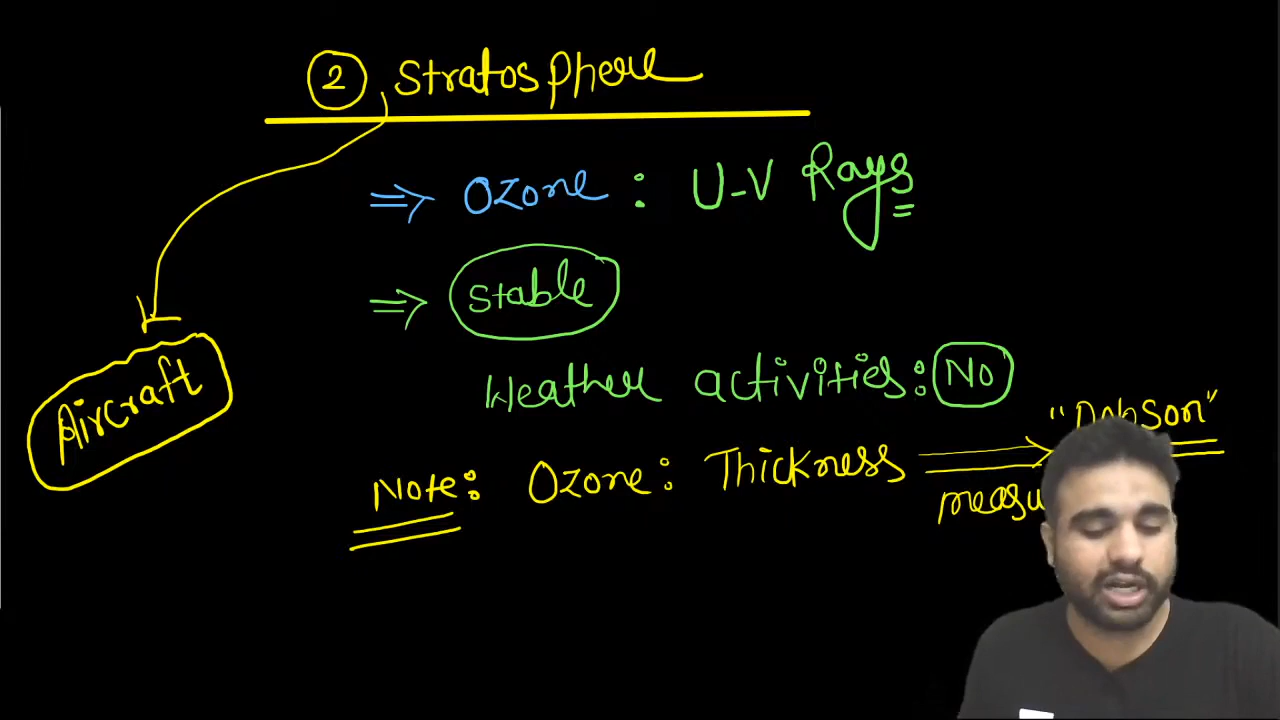 2 Stratosphere
⇒ Ozone : U-V Rays
⇒ Stable
Weather activities: No
Aircraft
Note: Ozone: Thickness → "Dobson"